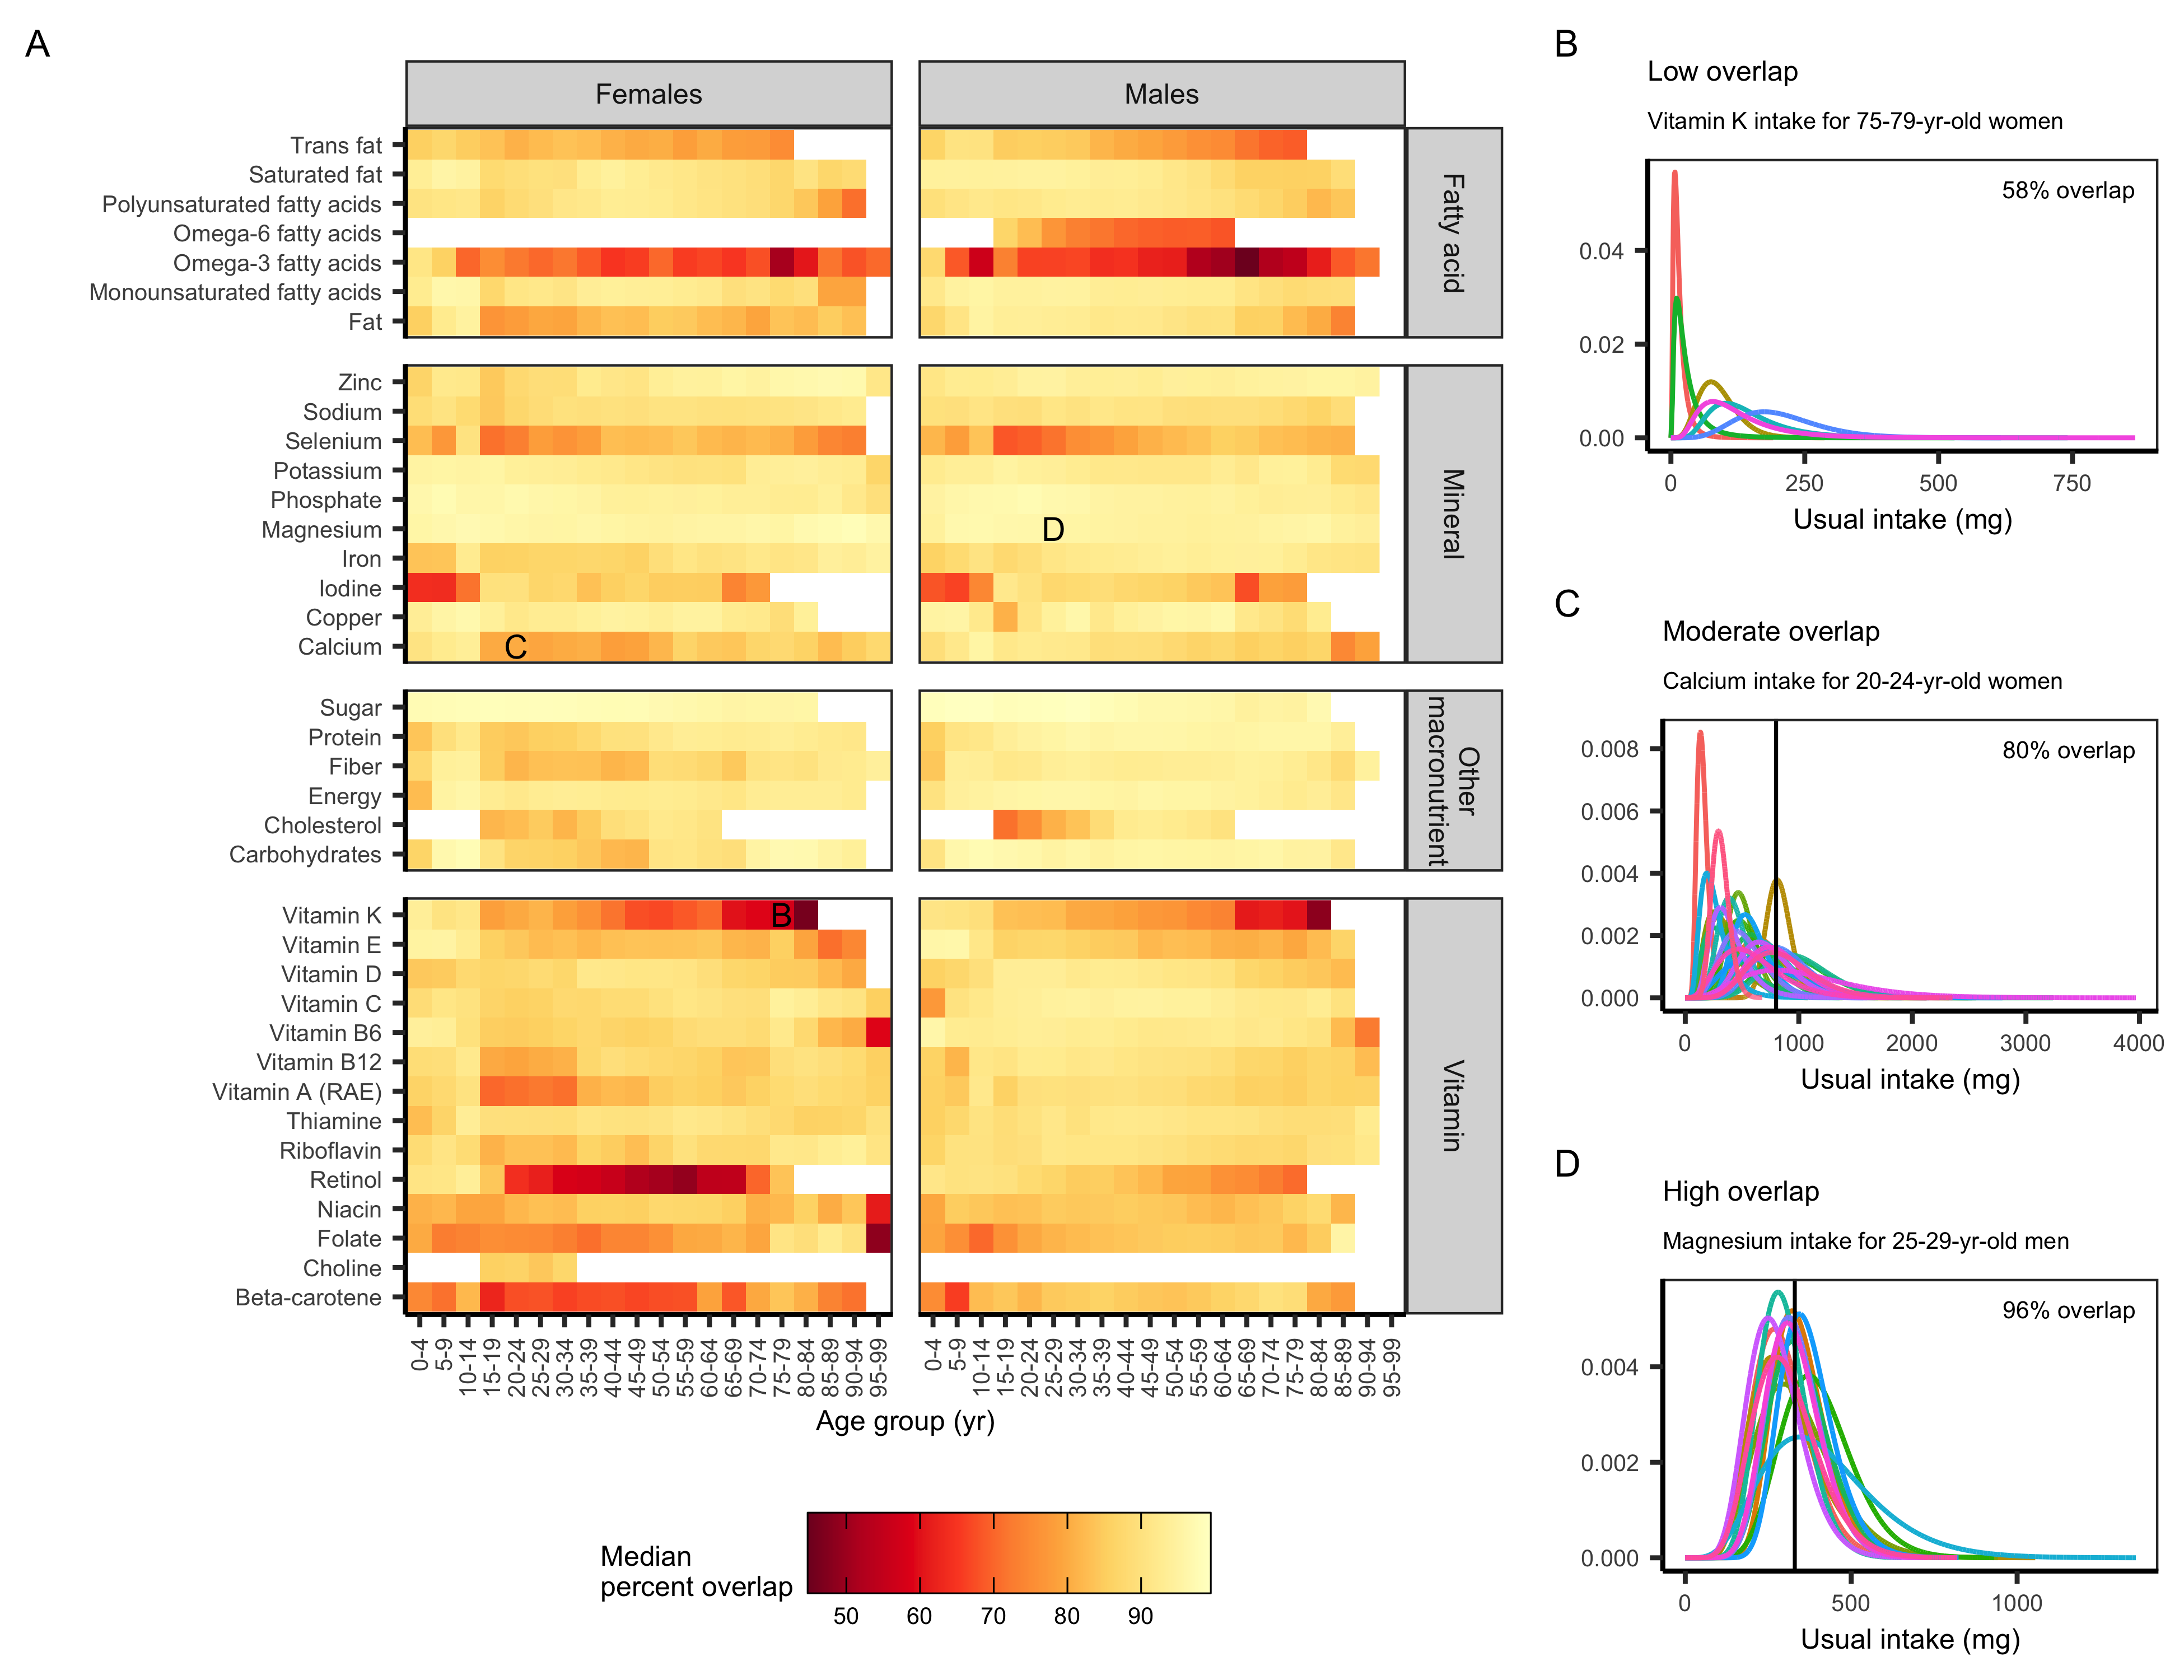 A
Females
Males
Trans fat
Saturated fat
Polyunsaturated fatty acids
Omega-6 fatty acids
Omega-3 fatty acids
Monounsaturated fatty acids
Fat
Fatty acid
Zinc
Sodium
Selenium
Potassium
Phosphate
Magnesium
Iron
Iodine
Copper
Calcium
C
D
Mineral
Sugar
Protein
Fiber
Energy
Cholesterol
Carbohydrates
Other
macronutrient
Vitamin K
Vitamin E
Vitamin D
Vitamin C
Vitamin B6
Vitamin B12
Vitamin A (RAE)
Thiamine
Riboflavin
Retinol
Niacin
Folate
Choline
Beta-carotene
B
Vitamin
0-4
5-9
10-14
15-19
20-24
25-29
30-34
35-39
40-44
45-49
50-54
55-59
60-64
65-69
70-74
75-79
80-84
85-89
90-94
95-99
0-4
5-9
10-14
15-19
20-24
25-29
30-34
35-39
40-44
45-49
50-54
55-59
60-64
65-69
70-74
75-79
80-84
85-89
90-94
95-99
Age group (yr)
Median
percent overlap
50 60 70 80 90
B
Low overlap
Vitamin K intake for 75-79-yr-old women
58% overlap
0.04
0.02
0.00
0 250 500 750
Usual intake (mg)
C
Moderate overlap
Calcium intake for 20-24-yr-old women
80% overlap
0.008
0.006
0.004
0.002
0.000
0 1000 2000 3000 4000
Usual intake (mg)
D
High overlap
Magnesium intake for 25-29-yr-old men
96% overlap
0.004
0.002
0.000
0 500 1000
Usual intake (mg)